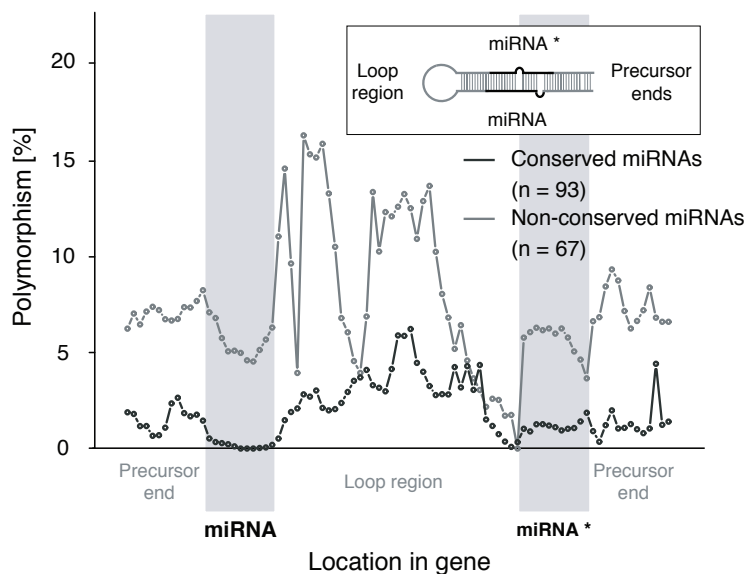 20
15
10
5
0
Polymorphism [%]
miRNA *
Loop
region
Precursor
ends
miRNA
Conserved miRNAs
(n = 93)
Non-conserved miRNAs
(n = 67)
Precursor
end
Loop region
Precursor
end
miRNA
miRNA *
Location in gene